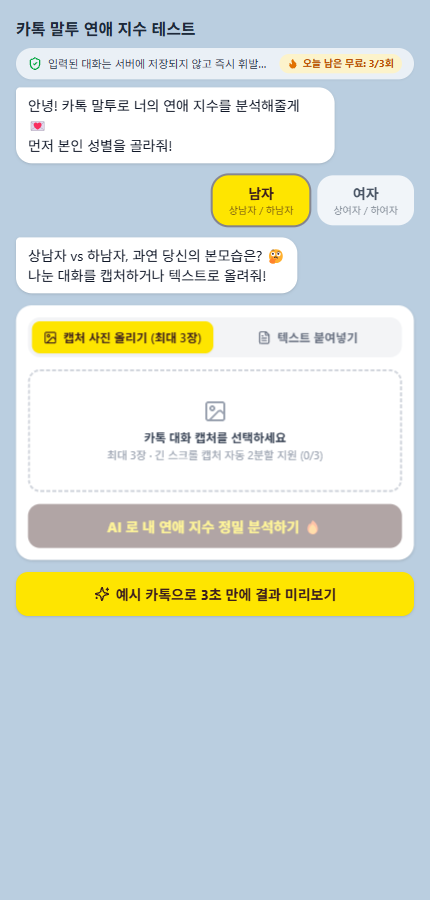 카톡 말투 연애 지수 테스트
입력된 대화는 서버에 저장되지 않고 즉시 휘발...
🔥 오늘 남은 무료: 3/3회
안녕! 카톡 말투로 너의 연애 지수를 분석해줄게
💌
먼저 본인 성별을 골라줘!
남자
상남자 / 하남자
여자
상여자 / 하여자
상남자 vs 하남자, 과연 당신의 본모습은? 🤔
나눈 대화를 캡처하거나 텍스트로 올려줘!
캡처 사진 올리기 (최대 3장)
텍스트 붙여넣기
카톡 대화 캡처를 선택하세요
최대 3장 · 긴 스크롤 캡처 자동 2분할 지원 (0/3)
AI 로 내 연애 지수 정밀 분석하기 🔥
예시 카톡으로 3초 만에 결과 미리보기